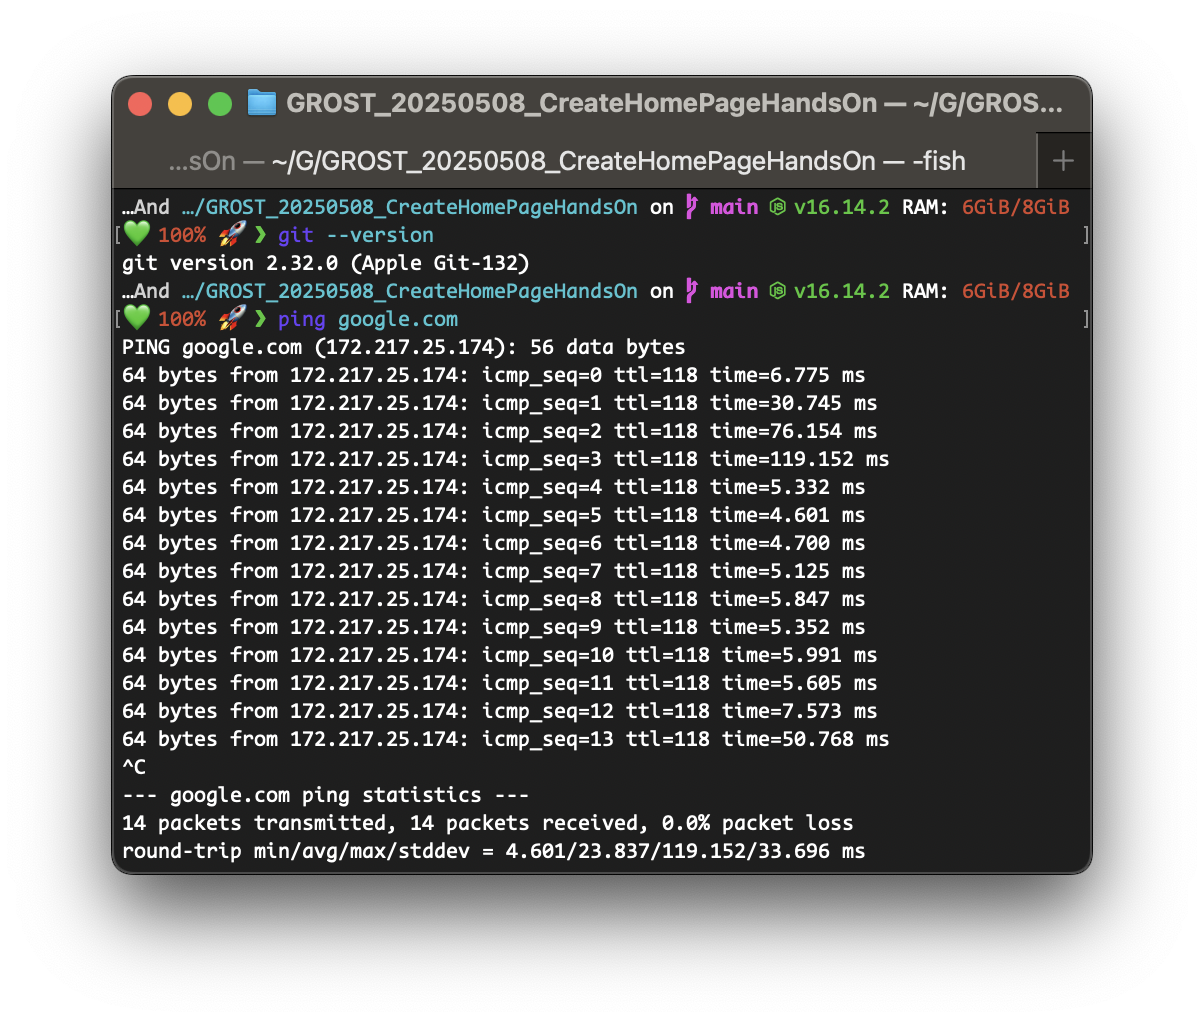 GROST_20250508_CreateHomePageHandsOn — ~/G/GROS...
...sOn — ~/G/GROST_20250508_CreateHomePageHandsOn — -fish +
…And …/GROST_20250508_CreateHomePageHandsOn on main v16.14.2 RAM: 6GiB/8GiB
[💚 100% 🚀 ❯ git --version ]
git version 2.32.0 (Apple Git-132)
…And …/GROST_20250508_CreateHomePageHandsOn on main v16.14.2 RAM: 6GiB/8GiB
[💚 100% 🚀 ❯ ping google.com ]
PING google.com (172.217.25.174): 56 data bytes
64 bytes from 172.217.25.174: icmp_seq=0 ttl=118 time=6.775 ms
64 bytes from 172.217.25.174: icmp_seq=1 ttl=118 time=30.745 ms
64 bytes from 172.217.25.174: icmp_seq=2 ttl=118 time=76.154 ms
64 bytes from 172.217.25.174: icmp_seq=3 ttl=118 time=119.152 ms
64 bytes from 172.217.25.174: icmp_seq=4 ttl=118 time=5.332 ms
64 bytes from 172.217.25.174: icmp_seq=5 ttl=118 time=4.601 ms
64 bytes from 172.217.25.174: icmp_seq=6 ttl=118 time=4.700 ms
64 bytes from 172.217.25.174: icmp_seq=7 ttl=118 time=5.125 ms
64 bytes from 172.217.25.174: icmp_seq=8 ttl=118 time=5.847 ms
64 bytes from 172.217.25.174: icmp_seq=9 ttl=118 time=5.352 ms
64 bytes from 172.217.25.174: icmp_seq=10 ttl=118 time=5.991 ms
64 bytes from 172.217.25.174: icmp_seq=11 ttl=118 time=5.605 ms
64 bytes from 172.217.25.174: icmp_seq=12 ttl=118 time=7.573 ms
64 bytes from 172.217.25.174: icmp_seq=13 ttl=118 time=50.768 ms
^C
--- google.com ping statistics ---
14 packets transmitted, 14 packets received, 0.0% packet loss
round-trip min/avg/max/stddev = 4.601/23.837/119.152/33.696 ms